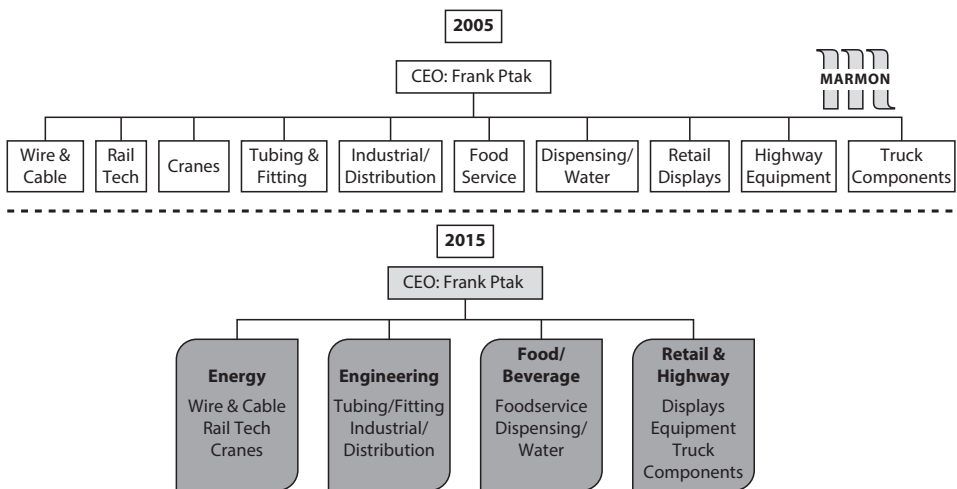 2005
CEO: Frank Ptak
MARMON
Wire &
Cable
Rail
Tech
Cranes
Tubing &
Fitting
Industrial/
Distribution
Food
Service
Dispensing/
Water
Retail
Displays
Highway
Equipment
Truck
Components
2015
CEO: Frank Ptak
Energy
Wire & Cable
Rail Tech
Cranes
Engineering
Tubing/Fitting
Industrial/
Distribution
Food/
Beverage
Foodservice
Dispensing/
Water
Retail &
Highway
Displays
Equipment
Truck
Components